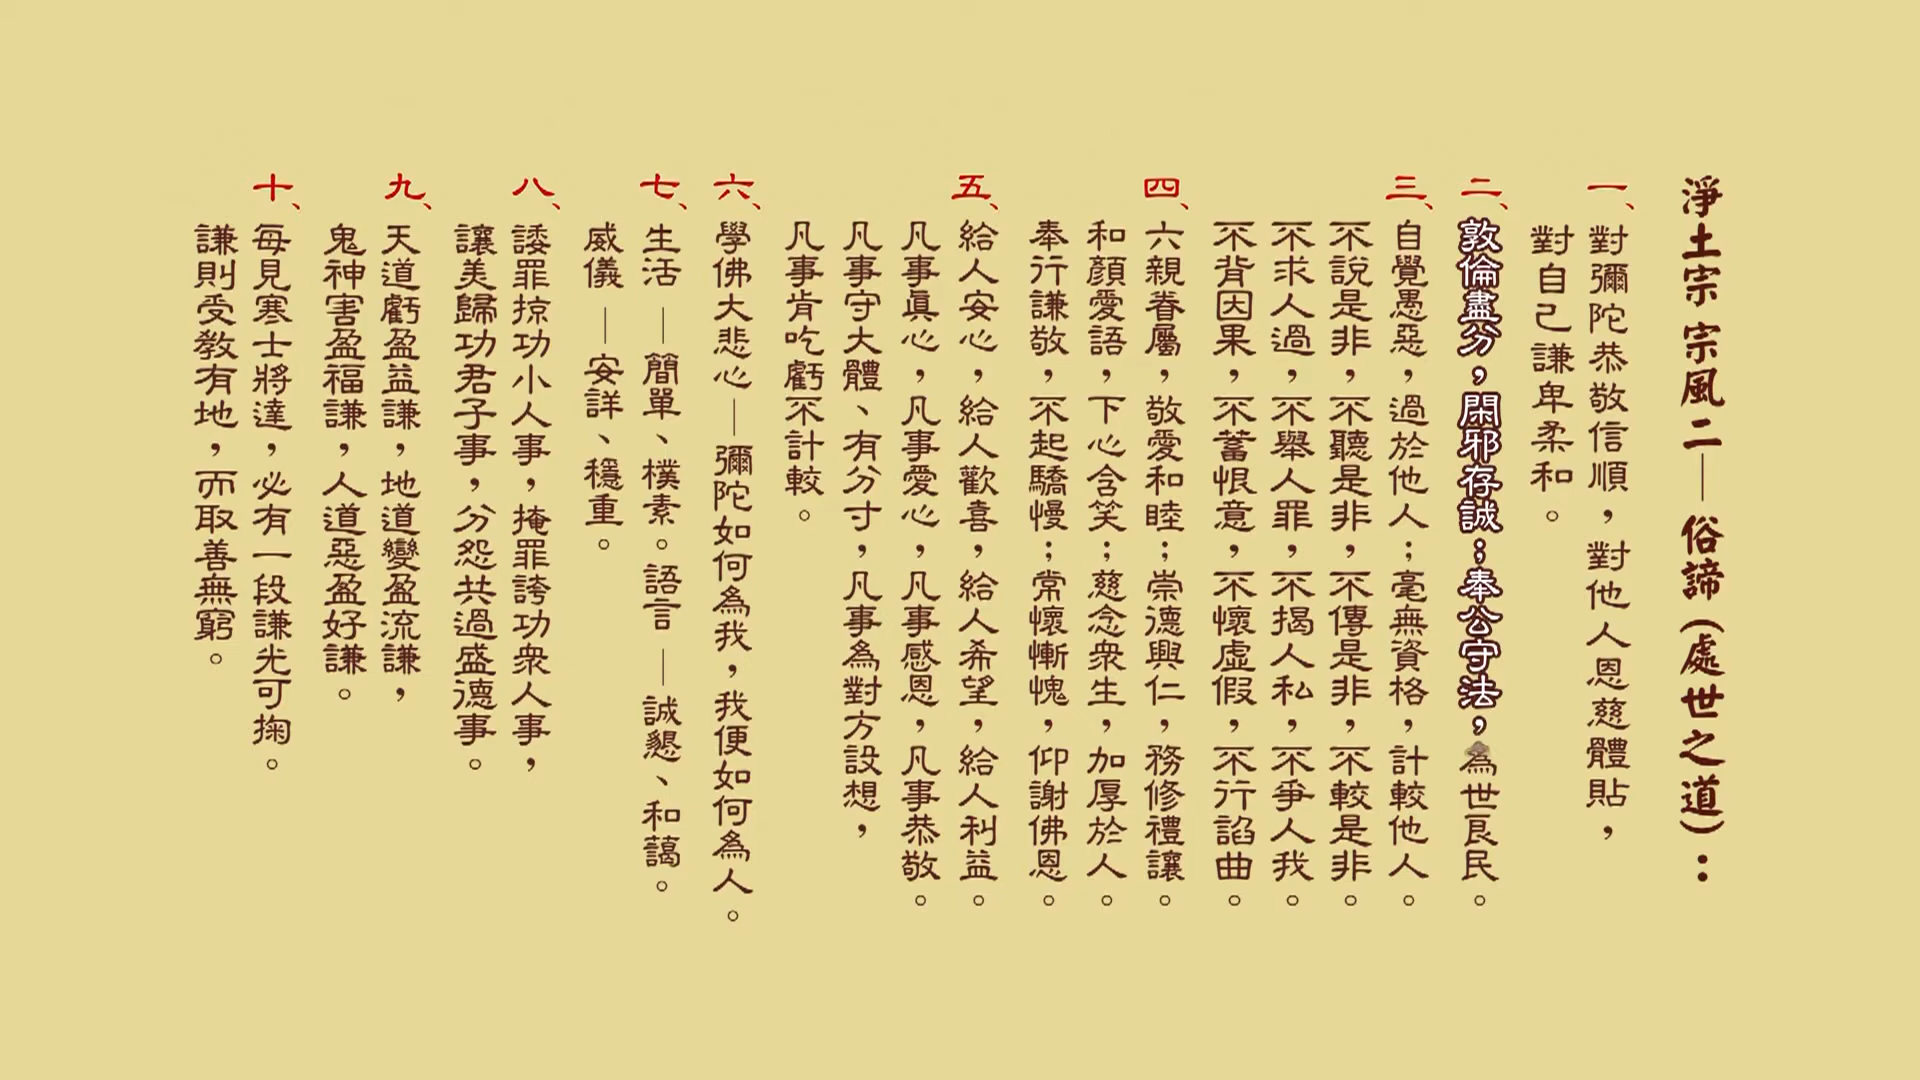 淨土宗 宗風二——俗諦(處世之道)：
一、對彌陀恭敬信順，對他人恩慈體貼，
對自己謙卑柔和。
二、敦倫盡分，閑邪存誠；奉公守法，為世良民。
三、自覺愚惡，過於他人；毫無資格，計較他人。
不說是非，不聽是非，不傳是非，不較是非。
不求人過，不舉人罪，不揭人私，不爭人我。
不背因果，不蓄恨意，不懷虛假，不行諂曲。
四、六親眷屬，敬愛和睦；崇德興仁，務修禮讓。
和顏愛語，下心含笑；慈念眾生，加厚於人。
奉行謙敬，不起驕慢；常懷慚愧，仰謝佛恩。
五、給人安心，給人歡喜，給人希望，給人利益。
凡事真心，凡事愛心，凡事感恩，凡事恭敬。
凡事守大體、有分寸，凡事為對方設想，
凡事肯吃虧不計較。
六、學佛大悲心——彌陀如何為我，我便如何為人。
七、生活——簡單、樸素。語言——誠懇、和藹。
威儀——安詳、穩重。
八、諉罪掠功小人事，掩罪誇功眾人事，
讓美歸功君子事，分怨共過盛德事。
九、天道虧盈益謙，地道變盈流謙，
鬼神害盈福謙，人道惡盈好謙。
十、每見寒士將達，必有一段謙光可掬。
謙則受教有地，而取善無窮。